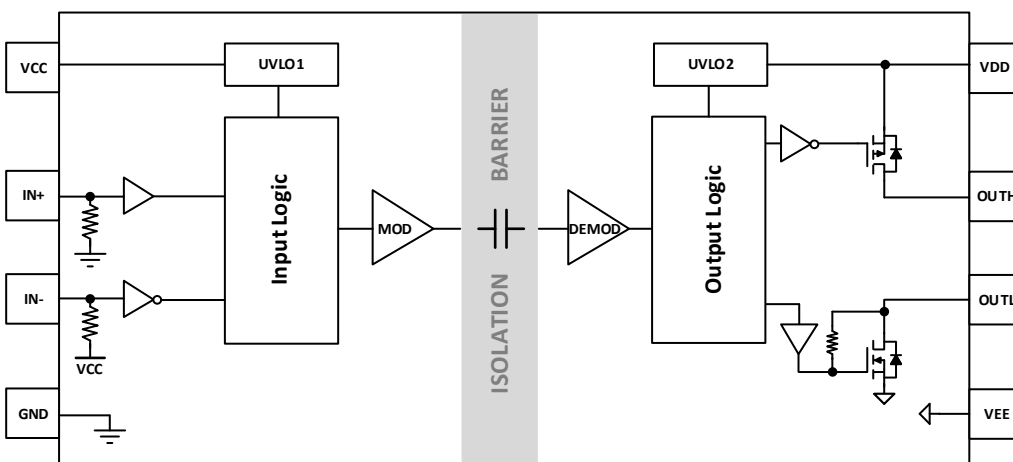 VCC
UVLO1
UVLO2
VDD
IN+
Input Logic
MOD
ISOLATION BARRIER
DEMOD
Output Logic
OUTH
IN-
VCC
OUTL
GND
VEE